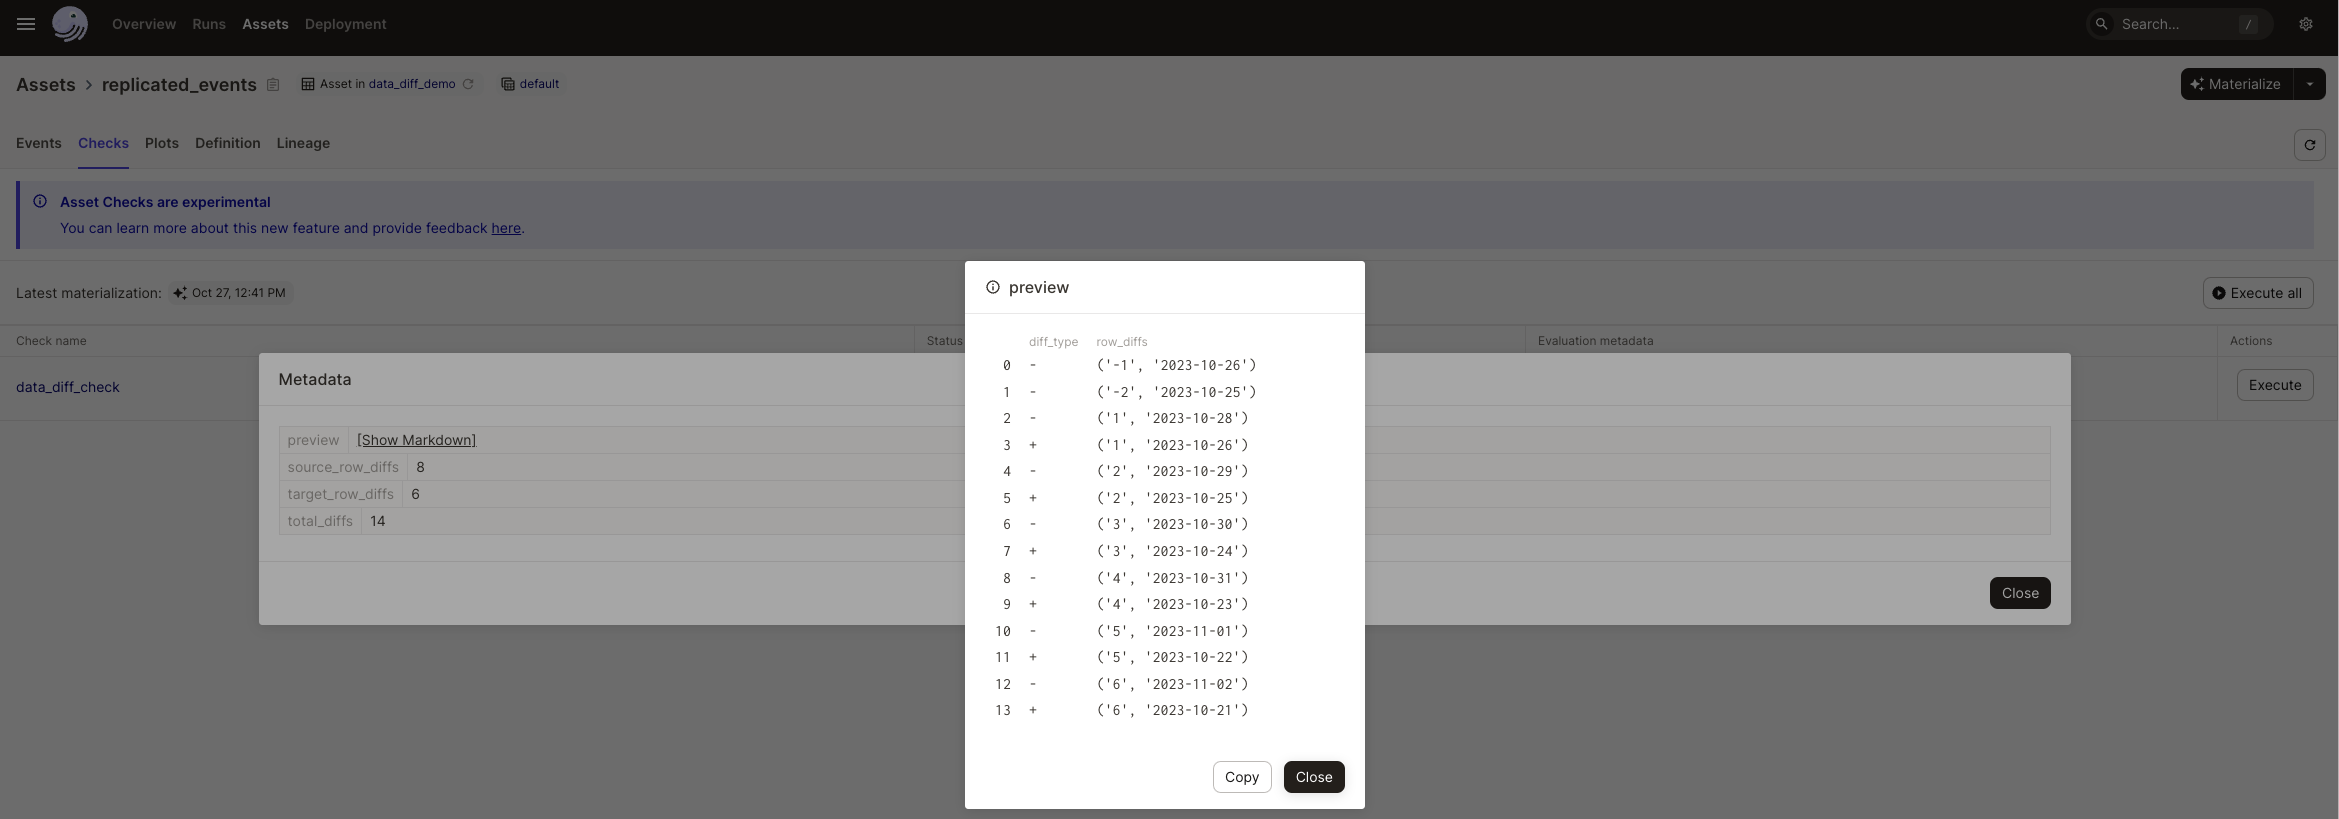 Overview Runs Assets Deployment Search... /
Assets > replicated_events Asset in data_diff_demo default Materialize
Events Checks Plots Definition Lineage
Asset Checks are experimental
You can learn more about this new feature and provide feedback here.
Latest materialization: Oct 27, 12:41 PM Execute all
Check name Status Evaluation metadata Actions
data_diff_check Execute
Metadata
preview [Show Markdown]
source_row_diffs 8
target_row_diffs 6
total_diffs 14
Close
preview
diff_type row_diffs
0 - ('-1', '2023-10-26')
1 - ('-2', '2023-10-25')
2 - ('1', '2023-10-28')
3 + ('1', '2023-10-26')
4 - ('2', '2023-10-29')
5 + ('2', '2023-10-25')
6 - ('3', '2023-10-30')
7 + ('3', '2023-10-24')
8 - ('4', '2023-10-31')
9 + ('4', '2023-10-23')
10 - ('5', '2023-11-01')
11 + ('5', '2023-10-22')
12 - ('6', '2023-11-02')
13 + ('6', '2023-10-21')
Copy Close